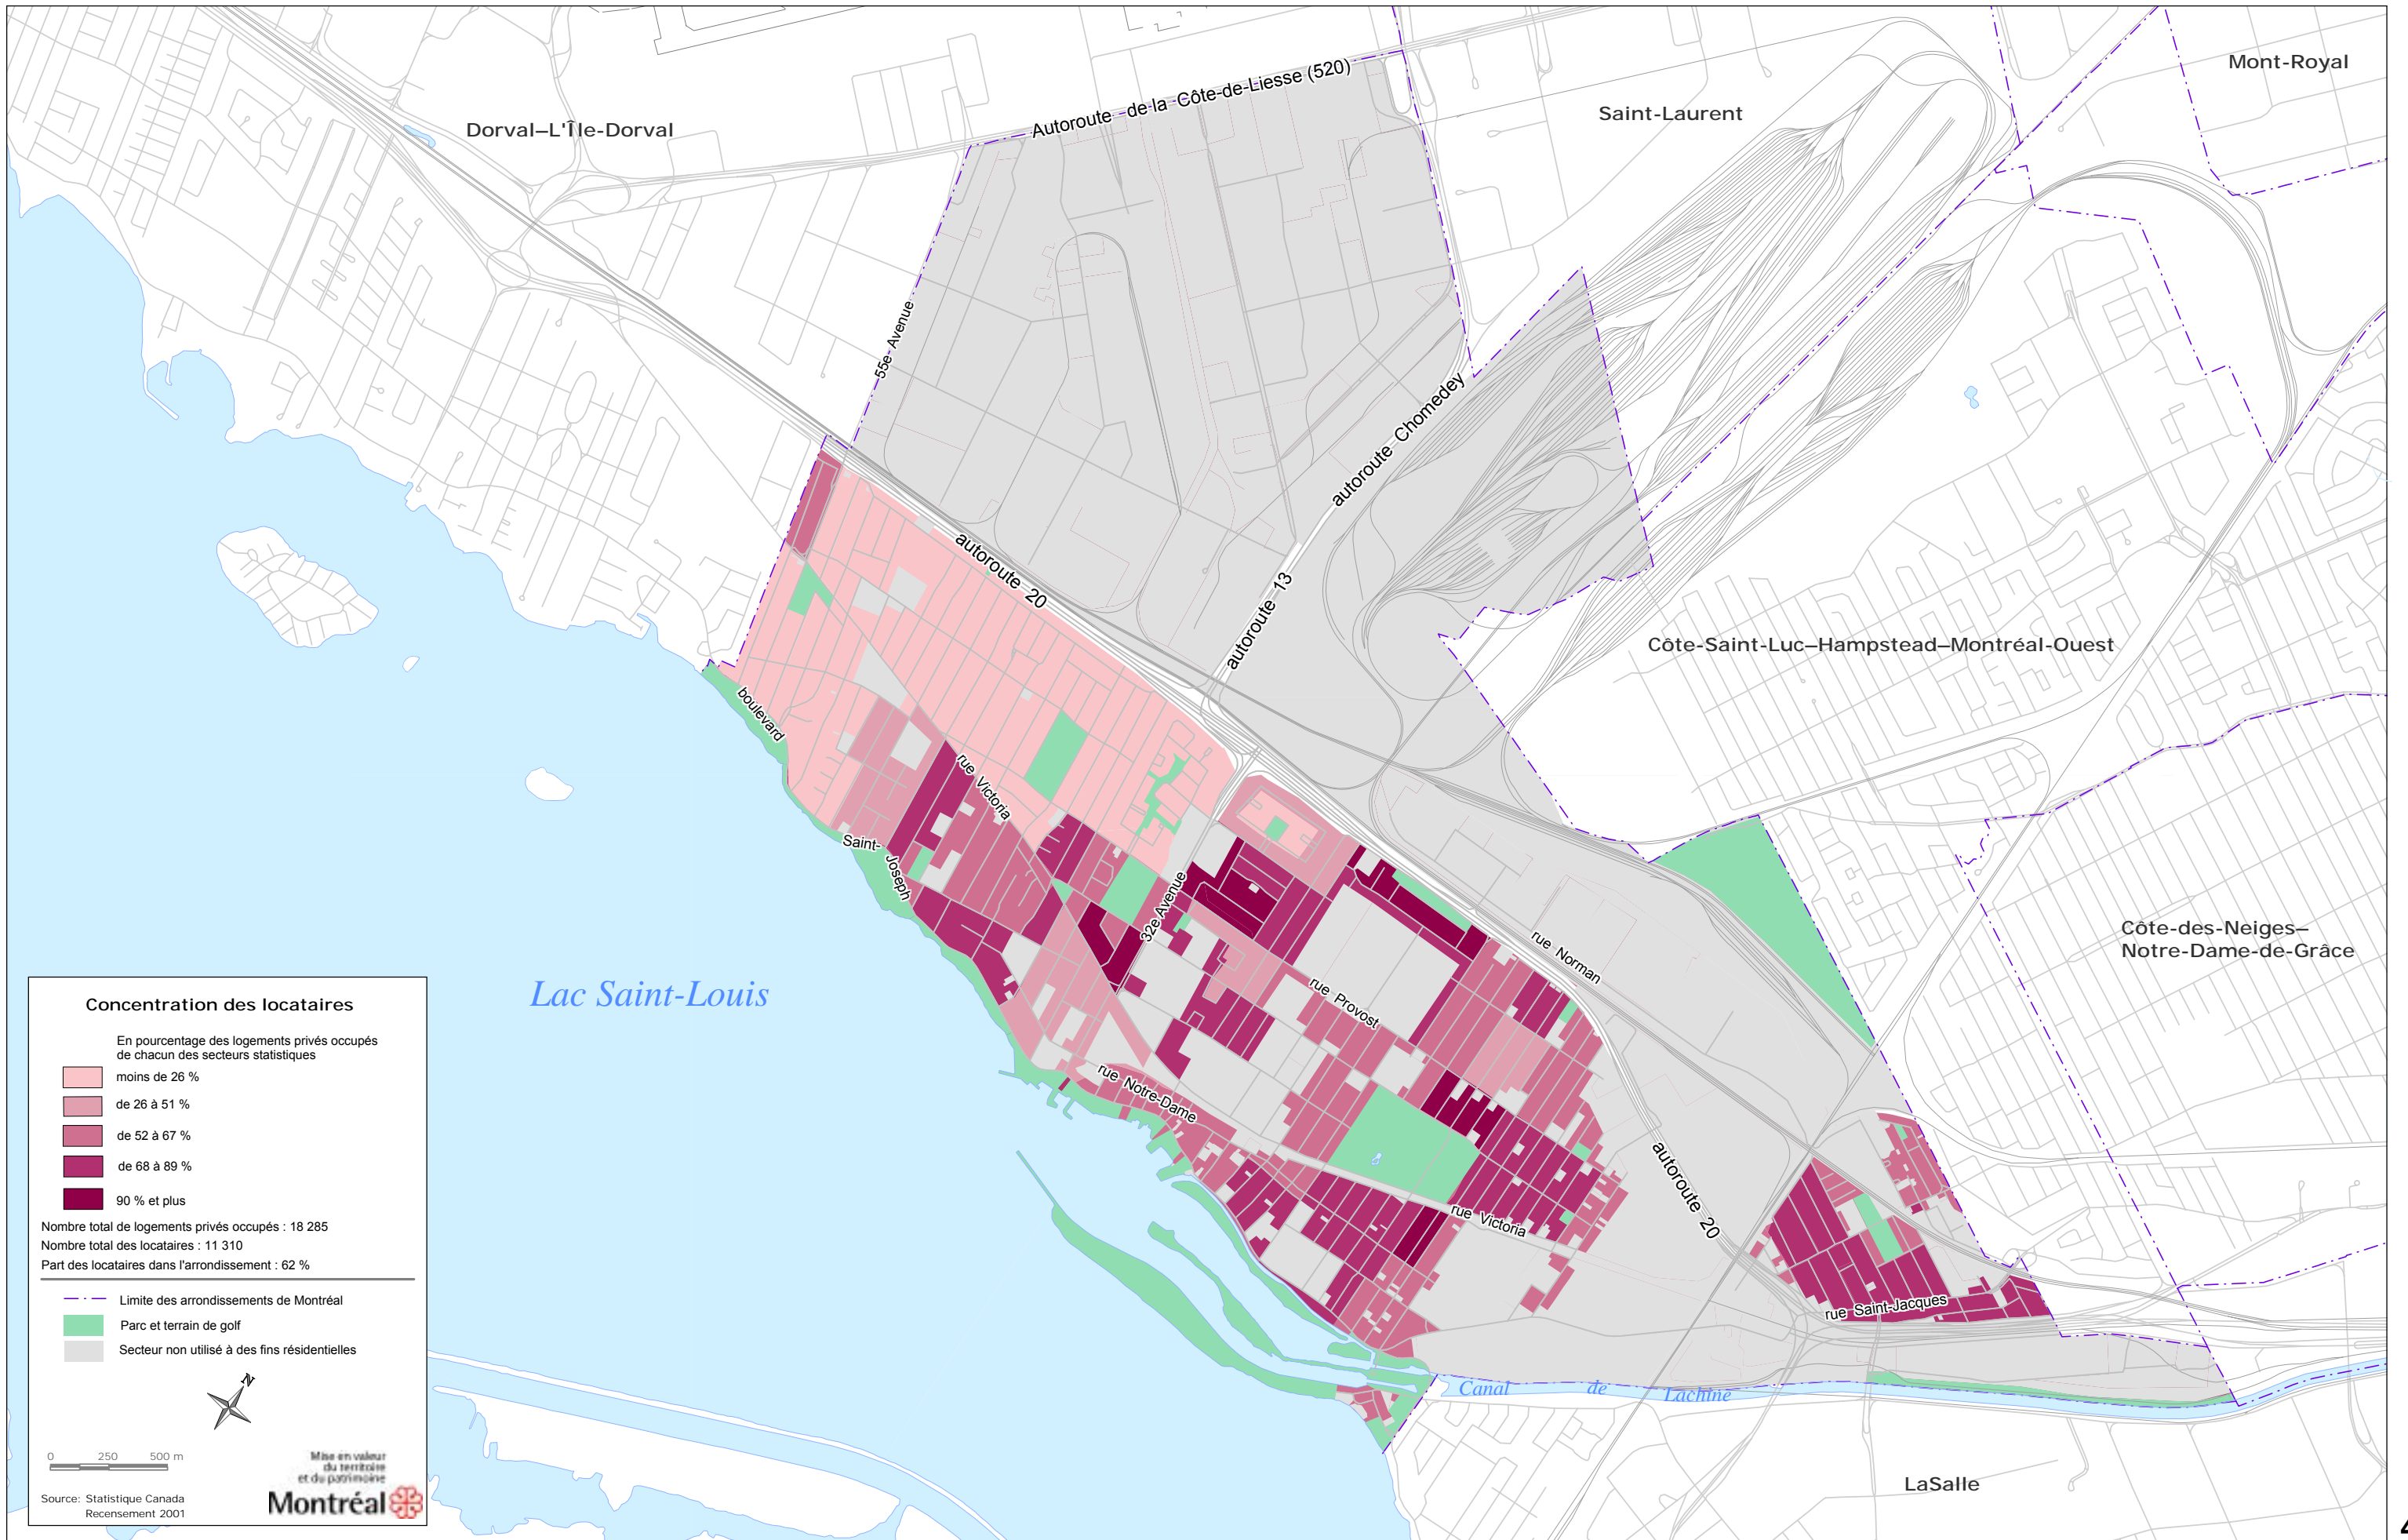 Mont-Royal
Autoroute de la Côte-de-Liesse (520)
Saint-Laurent
Dorval–L'Île-Dorval
55e Avenue
autoroute Chomedey
autoroute 20
autoroute 13
Côte-Saint-Luc–Hampstead–Montréal-Ouest
boulevard
Saint- Joseph
rue Victoria
32e Avenue
rue Norman
rue Provost
Côte-des-Neiges–
Notre-Dame-de-Grâce
Lac Saint-Louis
rue Notre-Dame
autoroute 20
rue Victoria
rue Saint-Jacques
Canal de Lachine
LaSalle
Concentration des locataires
En pourcentage des logements privés occupés
de chacun des secteurs statistiques
moins de 26 %
de 26 à 51 %
de 52 à 67 %
de 68 à 89 %
90 % et plus
Nombre total de logements privés occupés : 18 285
Nombre total des locataires : 11 310
Part des locataires dans l'arrondissement : 62 %
Limite des arrondissements de Montréal
Parc et terrain de golf
Secteur non utilisé à des fins résidentielles
N
0 250 500 m
Mise en valeur
du territoire
et du patrimoine
Montréal
Source: Statistique Canada
Recensement 2001